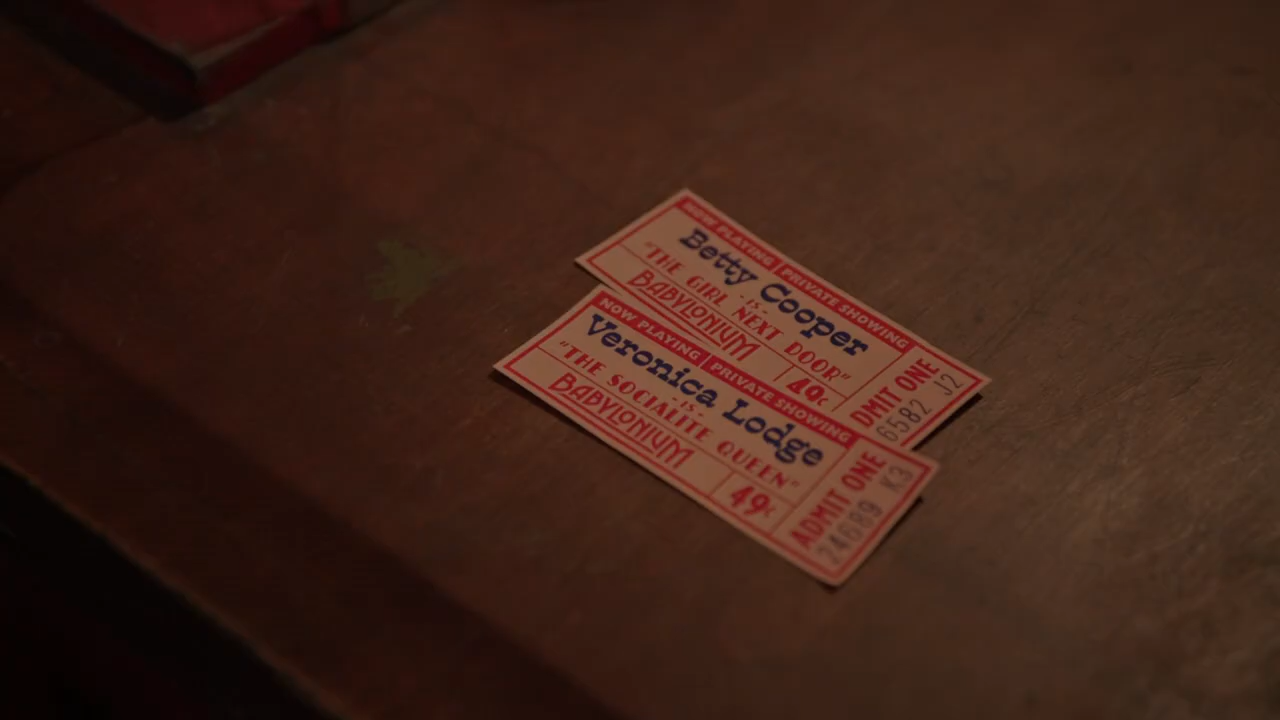 NOW PLAYING PRIVATE SHOWING
Betty Cooper
-IS-
"THE GIRL NEXT DOOR"
BABYLONIUM
49¢
DMIT ONE
6582 J2
NOW PLAYING PRIVATE SHOWING
Veronica Lodge
-IS-
"THE SOCIALITE QUEEN"
BABYLONIUM
49¢
ADMIT ONE
24689 K3